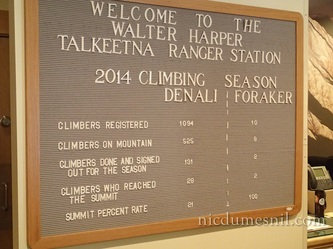 WELCOME TO THE
WALTER HARPER
TALKEETNA RANGER STATION
2014 CLIMBING SEASON
DENALI FORAKER
CLIMBERS REGISTERED 1094 10
CLIMBERS ON MOUNTAIN 525 8
CLIMBERS DONE AND SIGNED
OUT FOR THE SEASON 131 2
CLIMBERS WHO REACHED
THE SUMMIT 28 2
SUMMIT PERCENT RATE 21 100
nicdumesnil.com